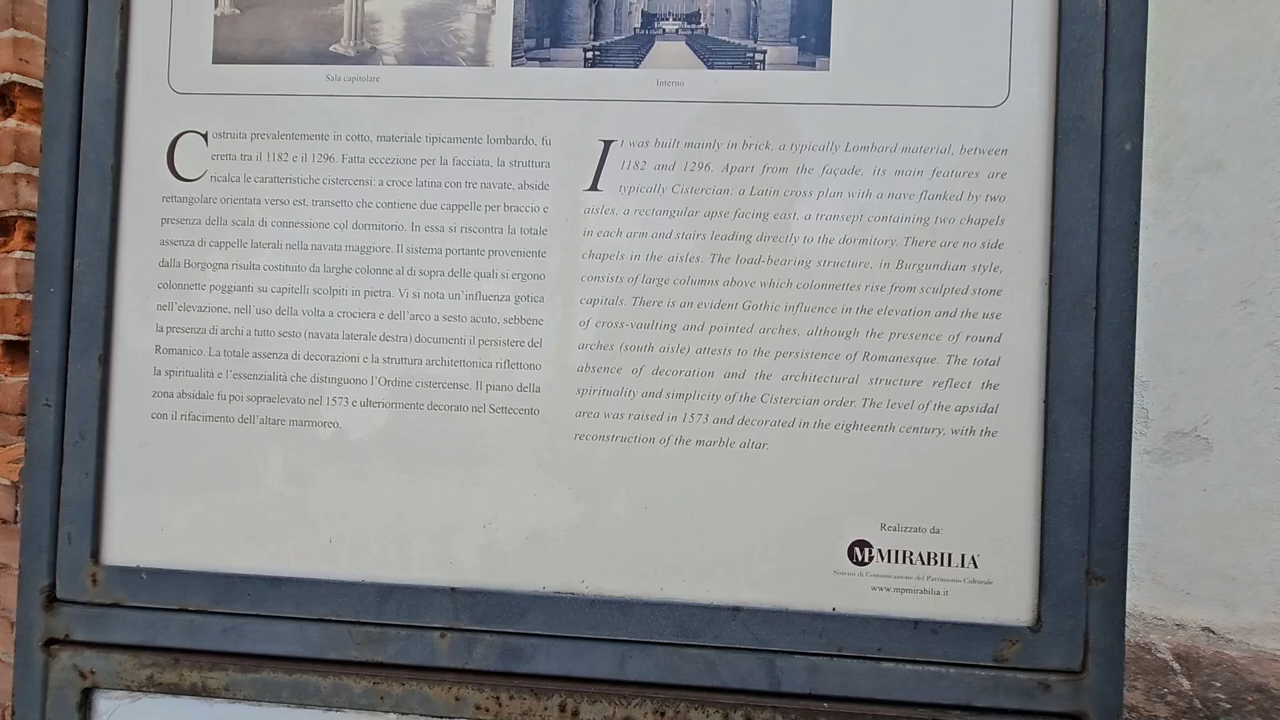 Sala capitolare
Interno
Costruita prevalentemente in cotto, materiale tipicamente lombardo, fu
eretta tra il 1182 e il 1296. Fatta eccezione per la facciata, la struttura
ricalca le caratteristiche cistercensi: a croce latina con tre navate, abside
rettangolare orientata verso est, transetto che contiene due cappelle per braccio e
presenza della scala di connessione col dormitorio. In essa si riscontra la totale
assenza di cappelle laterali nella navata maggiore. Il sistema portante proveniente
dalla Borgogna risulta costituito da larghe colonne al di sopra delle quali si ergono
colonnette poggianti su capitelli scolpiti in pietra. Vi si nota un'influenza gotica
nell'elevazione, nell'uso della volta a crociera e dell'arco a sesto acuto, sebbene
la presenza di archi a tutto sesto (navata laterale destra) documenti il persistere del
Romanico. La totale assenza di decorazioni e la struttura architettonica riflettono
la spiritualità e l'essenzialità che distinguono l'Ordine cistercense. Il piano della
zona absidale fu poi sopraelevato nel 1573 e ulteriormente decorato nel Settecento
con il rifacimento dell'altare marmoreo.
It was built mainly in brick, a typically Lombard material, between
1182 and 1296. Apart from the façade, its main features are
typically Cistercian: a Latin cross plan with a nave flanked by two
aisles, a rectangular apse facing east, a transept containing two chapels
in each arm and stairs leading directly to the dormitory. There are no side
chapels in the aisles. The load-bearing structure, in Burgundian style,
consists of large columns above which colonnettes rise from sculpted stone
capitals. There is an evident Gothic influence in the elevation and the use
of cross-vaulting and pointed arches, although the presence of round
arches (south aisle) attests to the persistence of Romanesque. The total
absence of decoration and the architectural structure reflect the
spirituality and simplicity of the Cistercian order. The level of the apsidal
area was raised in 1573 and decorated in the eighteenth century, with the
reconstruction of the marble altar.
Realizzato da:
MP MIRABILIA
Sistemi di Comunicazione del Patrimonio Culturale
www.mpmirabilia.it